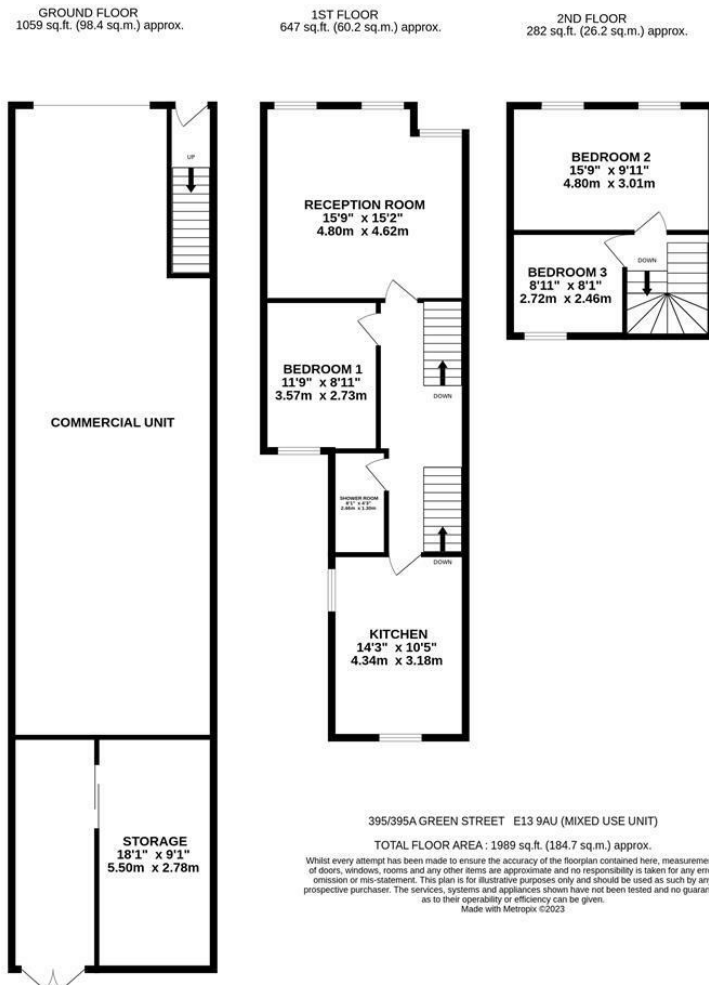 GROUND FLOOR
1059 sq.ft. (98.4 sq.m.) approx.
1ST FLOOR
647 sq.ft. (60.2 sq.m.) approx.
2ND FLOOR
282 sq.ft. (26.2 sq.m.) approx.
UP
COMMERCIAL UNIT
STORAGE
18'1" x 9'1"
5.50m x 2.78m
RECEPTION ROOM
15'9" x 15'2"
4.80m x 4.62m
BEDROOM 1
11'9" x 8'11"
3.57m x 2.73m
DOWN
SHOWER ROOM
DOWN
KITCHEN
14'3" x 10'5"
4.34m x 3.18m
BEDROOM 2
15'9" x 9'11"
4.80m x 3.01m
BEDROOM 3
8'11" x 8'1"
2.72m x 2.46m
DOWN
395/395A GREEN STREET E13 9AU (MIXED USE UNIT)
TOTAL FLOOR AREA : 1989 sq.ft. (184.7 sq.m.) approx.
Whilst every attempt has been made to ensure the accuracy of the floorplan contained here, measureme
of doors, windows, rooms and any other items are approximate and no responsibility is taken for any err
omission or mis-statement. This plan is for illustrative purposes only and should be used as such by an
prospective purchaser. The services, systems and appliances shown have not been tested and no guaran
as to their operability or efficiency can be given.
Made with Metropix ©2023